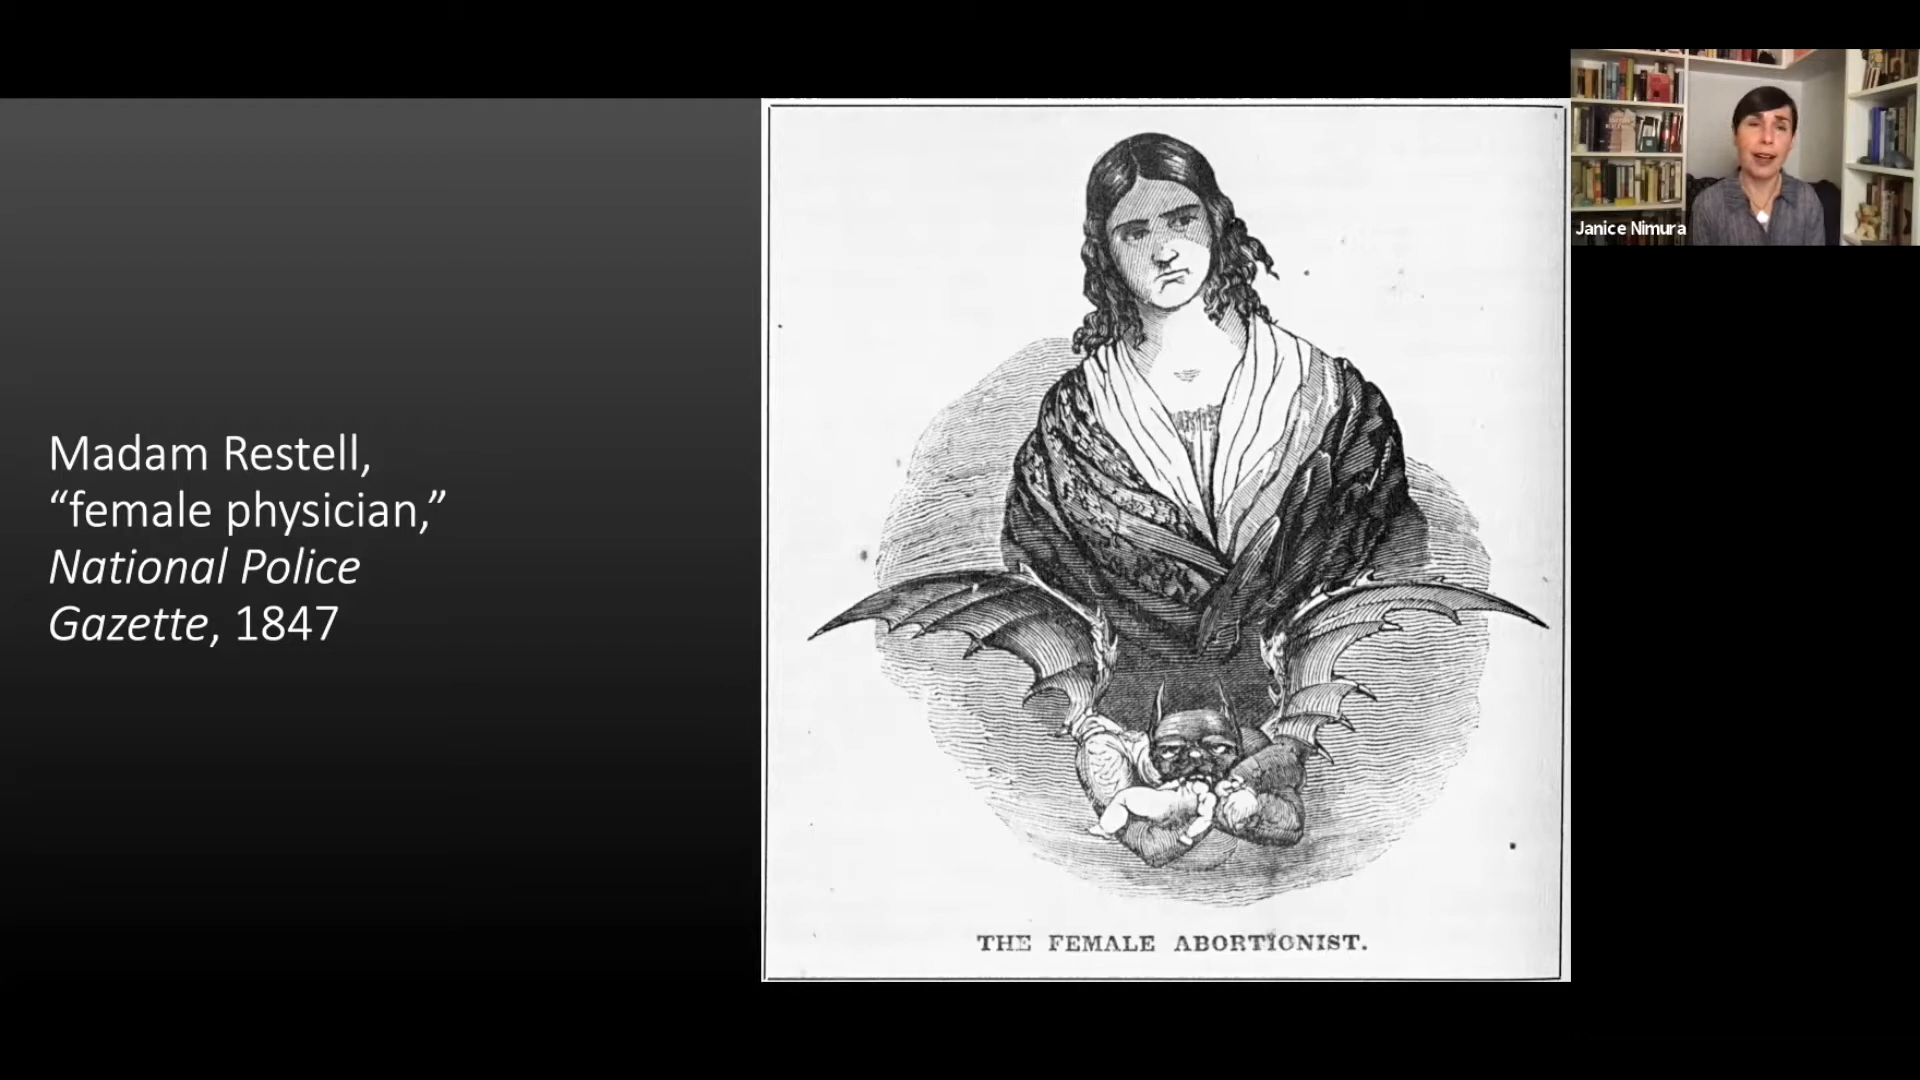 Madam Restell,
“female physician,”
National Police
Gazette, 1847
THE FEMALE ABORTIONIST.
Janice Nimura